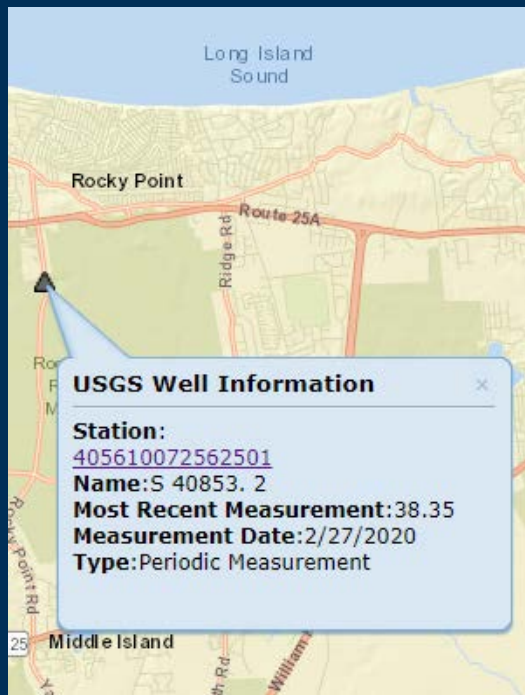 Long Island
Sound
Rocky Point
Route 25A
Ridge Rd
USGS Well Information
Station:
405610072562501
Name:S 40853. 2
Most Recent Measurement:38.35
Measurement Date:2/27/2020
Type:Periodic Measurement
Rocky Point Rd
25
Middle Island
William